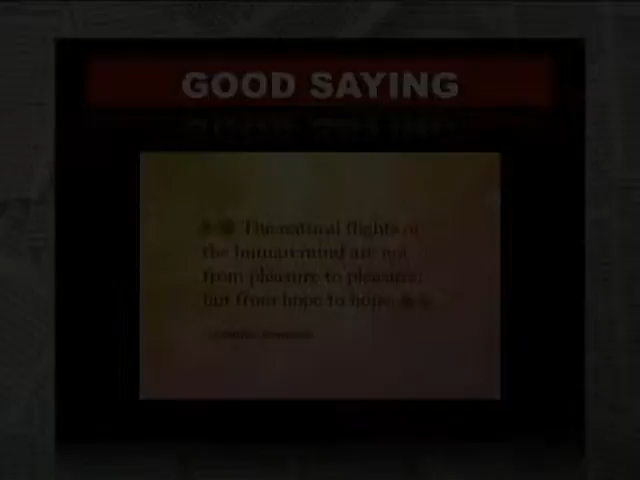 GOOD SAYING
The natural flights of
the human mind are not
from pleasure to pleasure,
but from hope to hope.